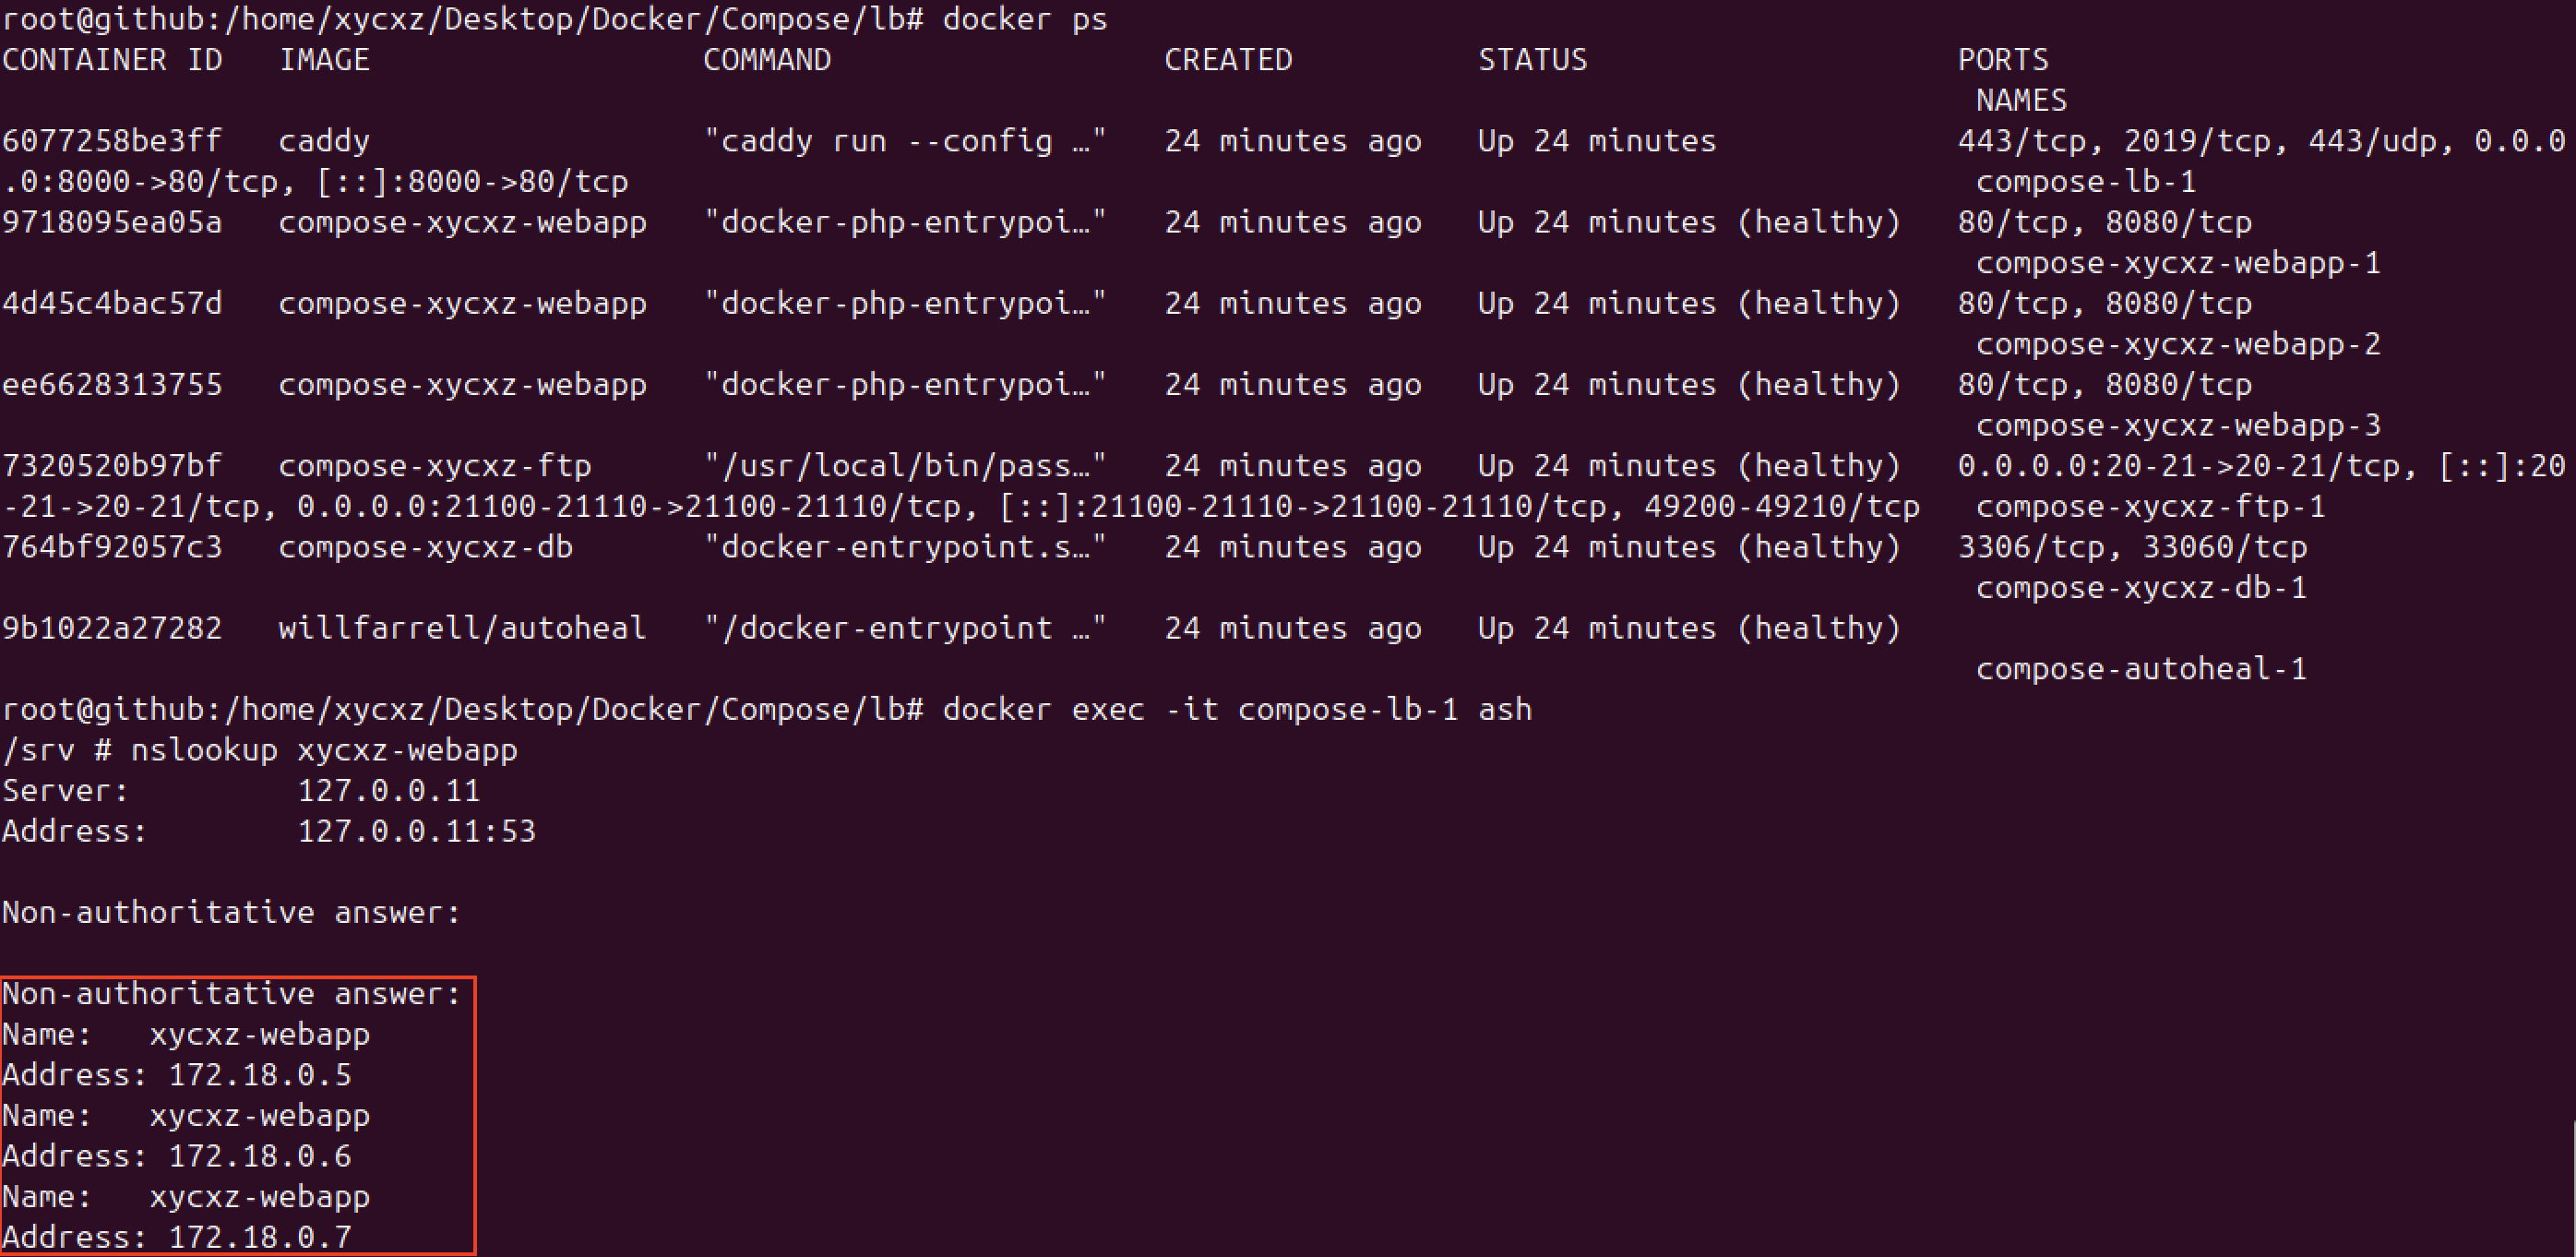 root@github:/home/xycxz/Desktop/Docker/Compose/lb# docker ps
CONTAINER ID   IMAGE                  COMMAND                  CREATED          STATUS                    PORTS
                                                                                                           NAMES
6077258be3ff   caddy                  "caddy run --config …"   24 minutes ago   Up 24 minutes             443/tcp, 2019/tcp, 443/udp, 0.0.0
.0:8000->80/tcp, [::]:8000->80/tcp                                                                         compose-lb-1
9718095ea05a   compose-xycxz-webapp   "docker-php-entrypoi…"   24 minutes ago   Up 24 minutes (healthy)   80/tcp, 8080/tcp
                                                                                                           compose-xycxz-webapp-1
4d45c4bac57d   compose-xycxz-webapp   "docker-php-entrypoi…"   24 minutes ago   Up 24 minutes (healthy)   80/tcp, 8080/tcp
                                                                                                           compose-xycxz-webapp-2
ee6628313755   compose-xycxz-webapp   "docker-php-entrypoi…"   24 minutes ago   Up 24 minutes (healthy)   80/tcp, 8080/tcp
                                                                                                           compose-xycxz-webapp-3
7320520b97bf   compose-xycxz-ftp      "/usr/local/bin/pass…"   24 minutes ago   Up 24 minutes (healthy)   0.0.0.0:20-21->20-21/tcp, [::]:20
-21->20-21/tcp, 0.0.0.0:21100-21110->21100-21110/tcp, [::]:21100-21110->21100-21110/tcp, 49200-49210/tcp   compose-xycxz-ftp-1
764bf92057c3   compose-xycxz-db       "docker-entrypoint.s…"   24 minutes ago   Up 24 minutes (healthy)   3306/tcp, 33060/tcp
                                                                                                           compose-xycxz-db-1
9b1022a27282   willfarrell/autoheal   "/docker-entrypoint …"   24 minutes ago   Up 24 minutes (healthy)
                                                                                                           compose-autoheal-1
root@github:/home/xycxz/Desktop/Docker/Compose/lb# docker exec -it compose-lb-1 ash
/srv # nslookup xycxz-webapp
Server:         127.0.0.11
Address:        127.0.0.11:53

Non-authoritative answer:

Non-authoritative answer:
Name:   xycxz-webapp
Address: 172.18.0.5
Name:   xycxz-webapp
Address: 172.18.0.6
Name:   xycxz-webapp
Address: 172.18.0.7